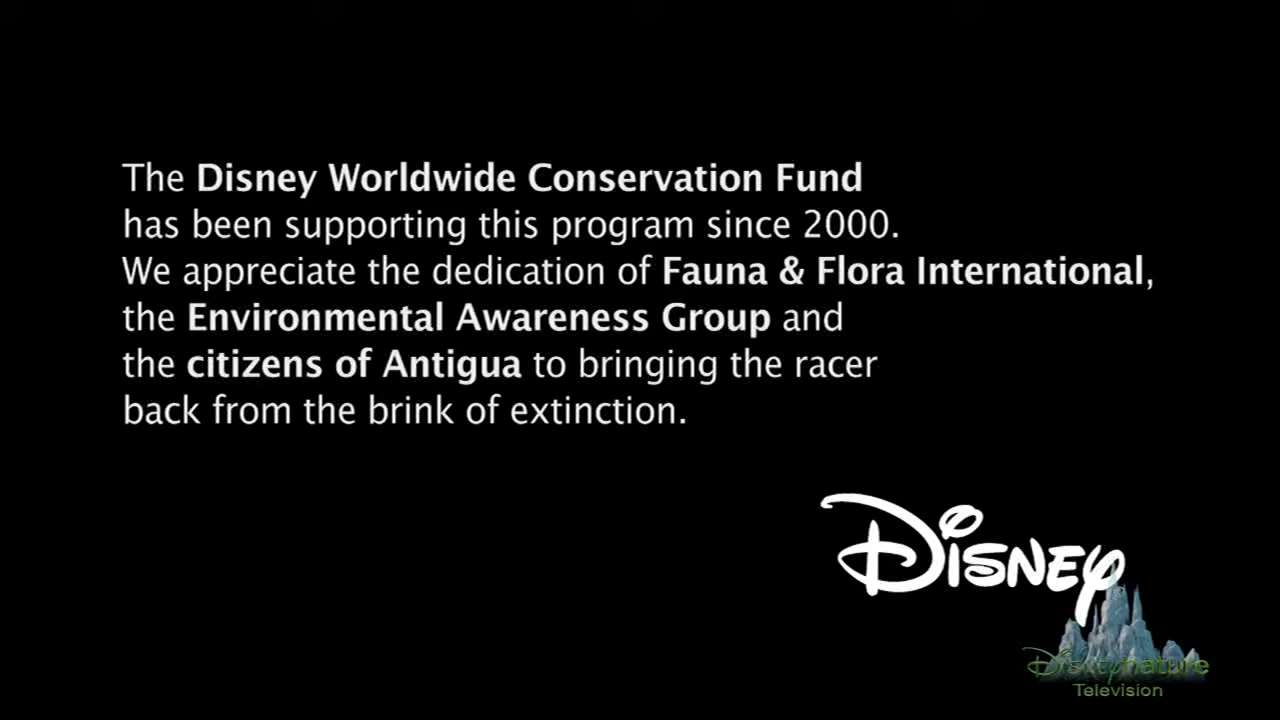 The Disney Worldwide Conservation Fund
has been supporting this program since 2000.
We appreciate the dedication of Fauna & Flora International,
the Environmental Awareness Group and
the citizens of Antigua to bringing the racer
back from the brink of extinction.
Disney
Disneynature
Television